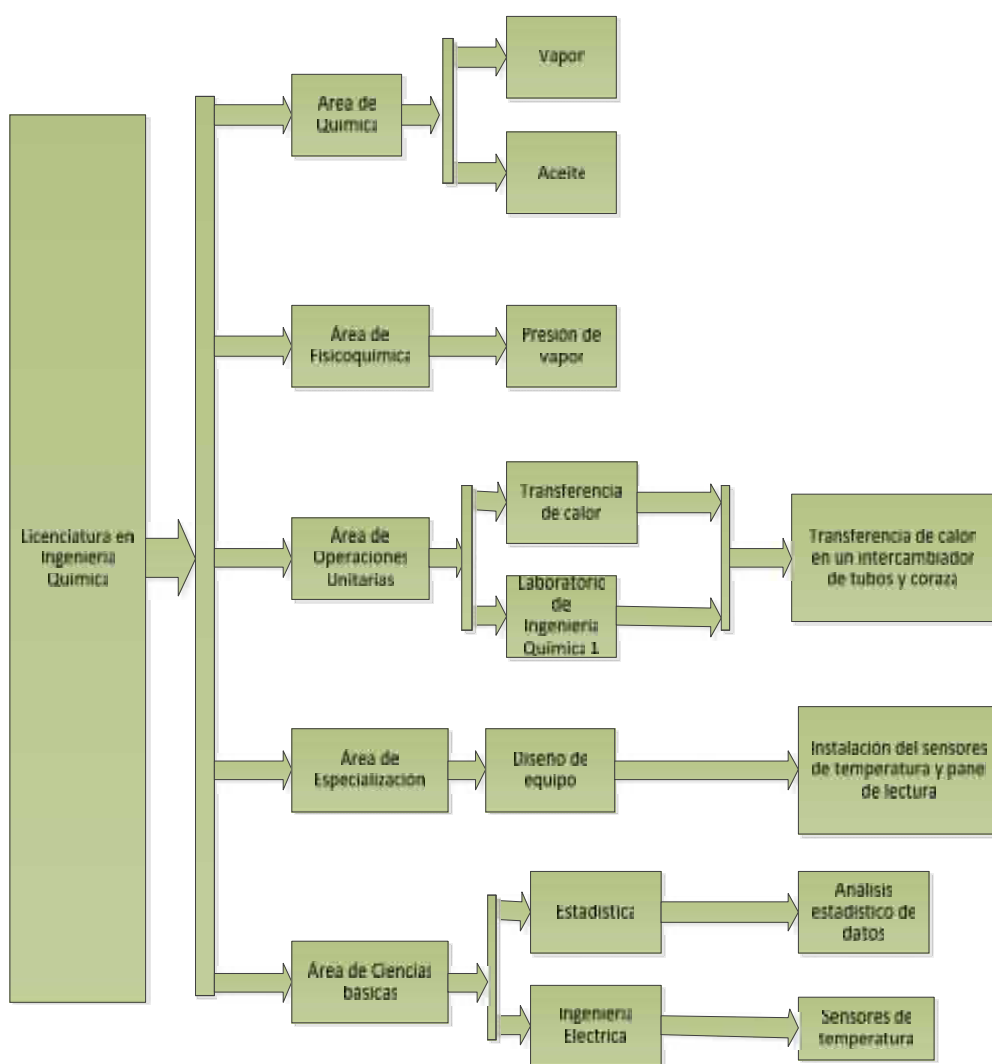 Licenciatura en
Ingeniería
Química
Área de
Química
Vapor
Aceite
Área de
Fisicoquímica
Presión de
vapor
Área de
Operaciones
Unitarias
Transferencia
de calor
Laboratorio
de
Ingeniería
Química 1
Transferencia de calor
en un intercambiador
de tubos y coraza
Área de
Especialización
Diseño de
equipo
Instalación del sensores
de temperatura y panel
de lectura
Área de Ciencias
básicas
Estadística
Análisis
estadístico de
datos
Ingeniería
Electrica
Sensores de
temperatura